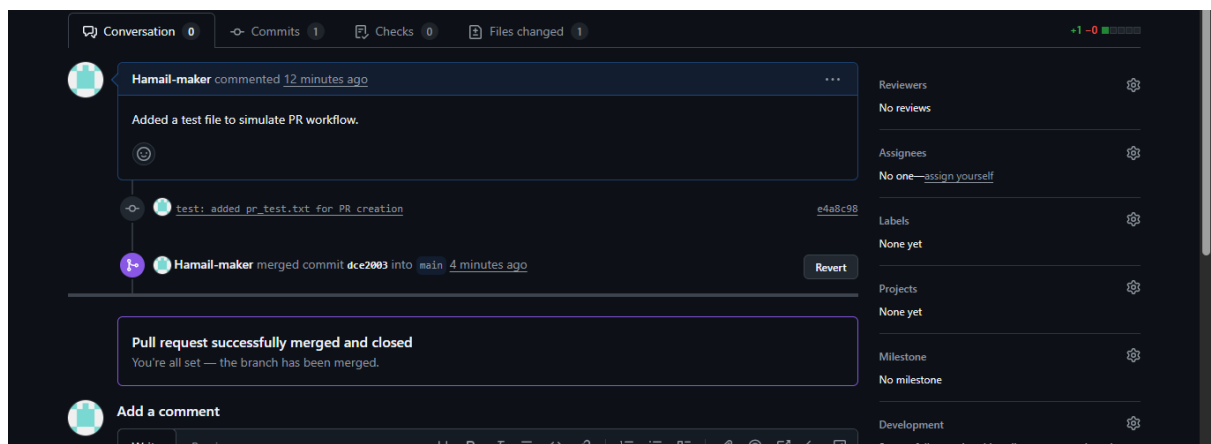 Conversation 0
Commits 1
Checks 0
Files changed 1
+1 −0
Hamail-maker commented 12 minutes ago
Added a test file to simulate PR workflow.
test: added pr_test.txt for PR creation
e4a8c98
Hamail-maker merged commit dce2003 into main 4 minutes ago
Revert
Pull request successfully merged and closed
You're all set — the branch has been merged.
Add a comment
Reviewers
No reviews
Assignees
No one—assign yourself
Labels
None yet
Projects
None yet
Milestone
No milestone
Development